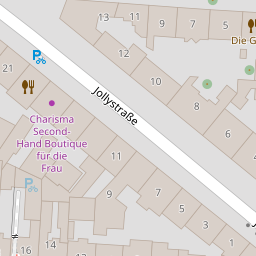 13
11
9
7
Die G
12
21
10
Jollystraße
8
6
Charisma
Second-
Hand Boutique
für die
Frau
11
9
7
5
3
1
16
14